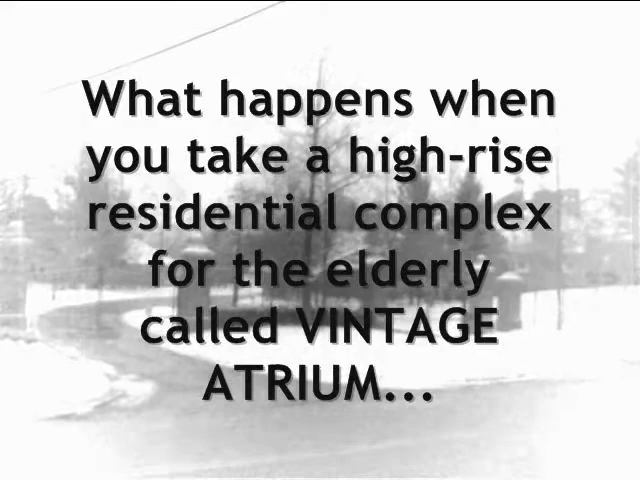 What happens when
you take a high-rise
residential complex
for the elderly
called VINTAGE
ATRIUM...